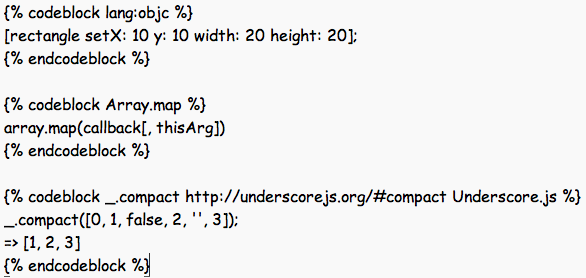 {% codeblock lang:objc %}
[rectangle setX: 10 y: 10 width: 20 height: 20];
{% endcodeblock %}
{% codeblock Array.map %}
array.map(callback[, thisArg])
{% endcodeblock %}
{% codeblock _.compact http://underscorejs.org/#compact Underscore.js %}
_.compact([0, 1, false, 2, '', 3]);
=> [1, 2, 3]
{% endcodeblock %}